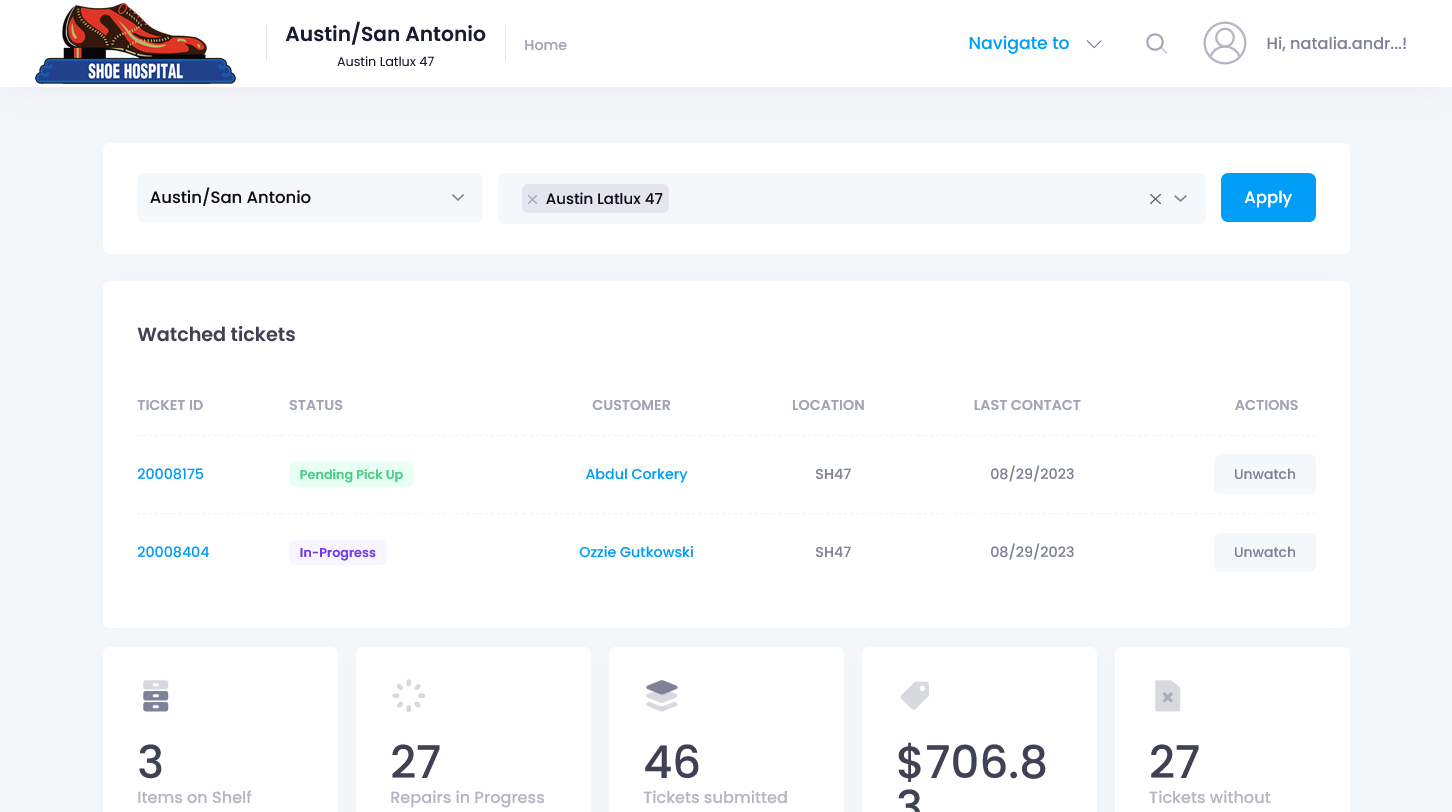 SHOE HOSPITAL
Austin/San Antonio
Austin Latlux 47
Home
Navigate to
Hi, natalia.andr...!
Austin/San Antonio
Austin Latlux 47
Apply
Watched tickets
TICKET ID STATUS CUSTOMER LOCATION LAST CONTACT ACTIONS
20008175 Pending Pick Up Abdul Corkery SH47 08/29/2023 Unwatch
20008404 In-Progress Ozzie Gutkowski SH47 08/29/2023 Unwatch
3
Items on Shelf
27
Repairs in Progress
46
Tickets submitted
$706.8
3
27
Tickets without